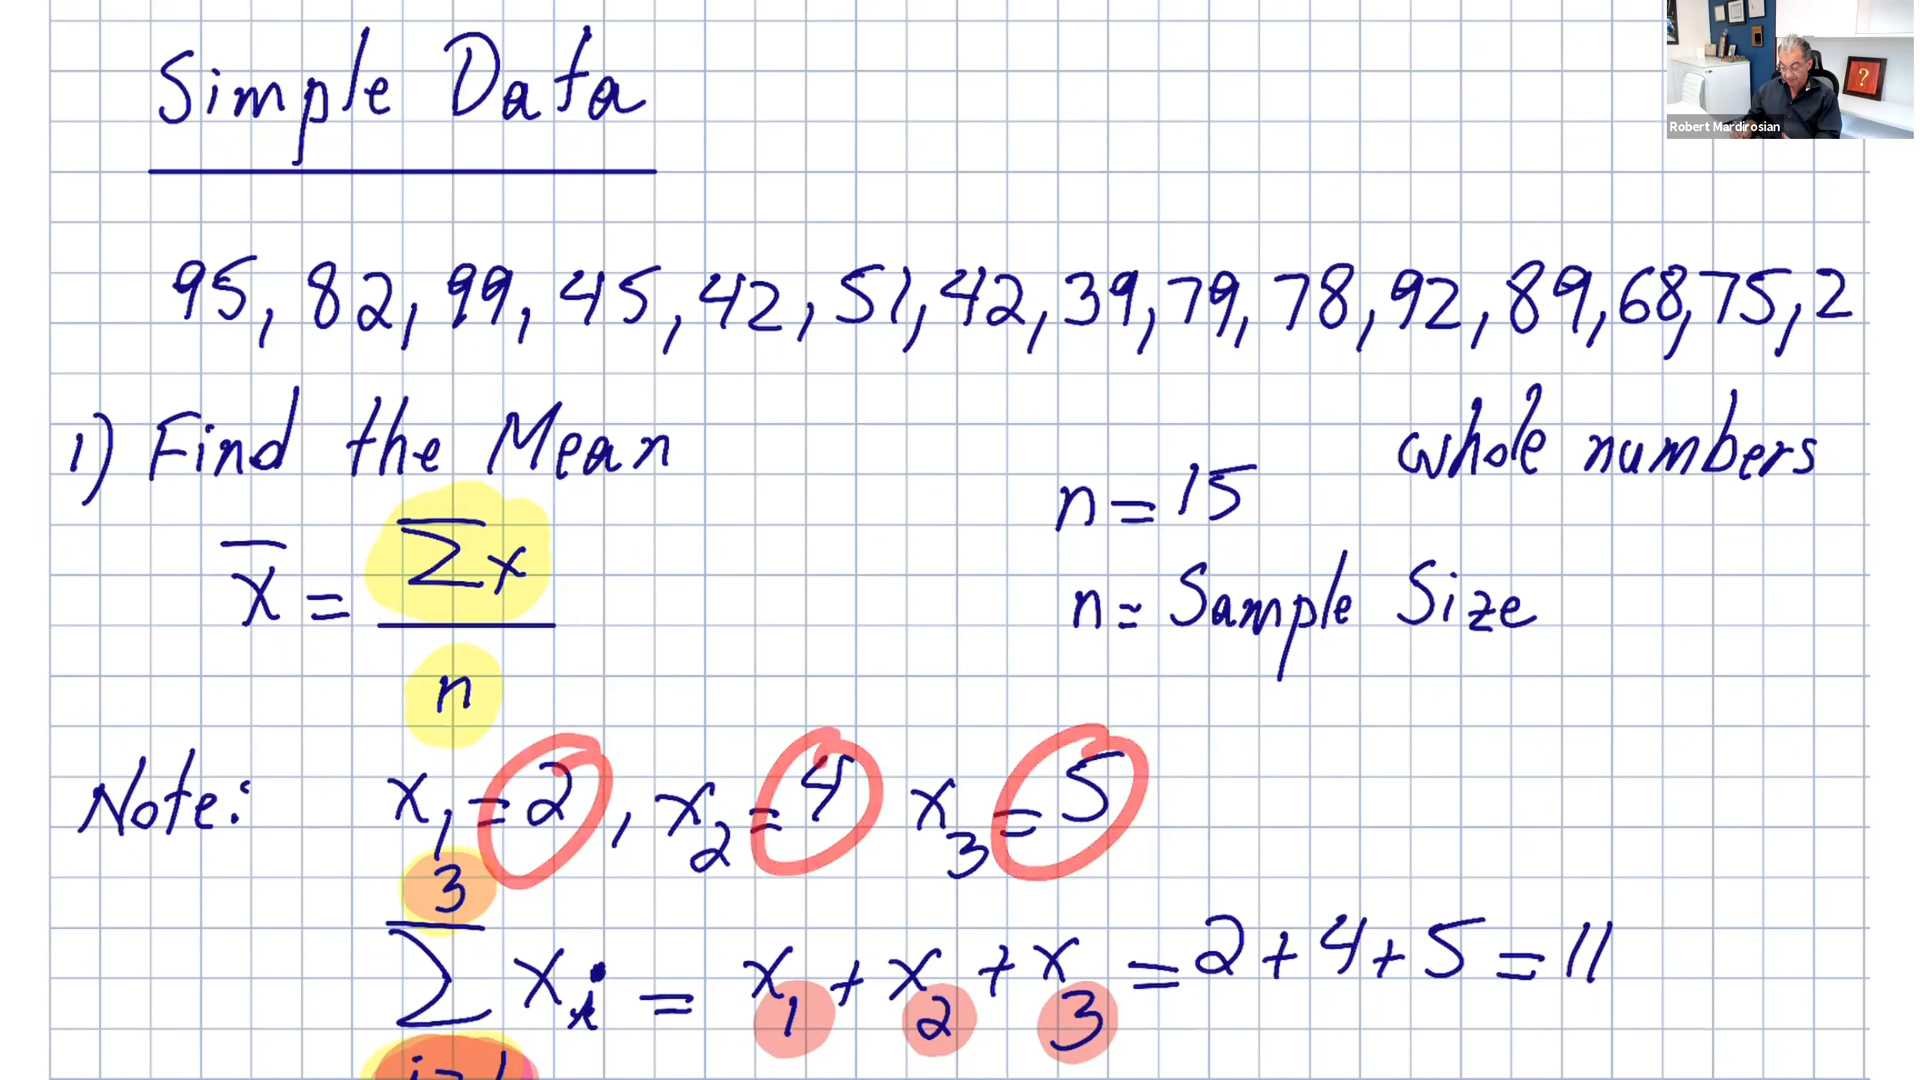 Simple Data
?
Robert Mardirosian
95, 82, 99, 45, 42, 51, 42, 39, 79, 78, 92, 89, 68, 75, 2
1) Find the Mean
whole numbers
n = 15
x̄ = Σx / n
n = Sample Size
Note: x₁ = 2, x₂ = 4 x₃ = 5
3
Σ xᵢ = x₁ + x₂ + x₃ = 2 + 4 + 5 = 11
i = 1